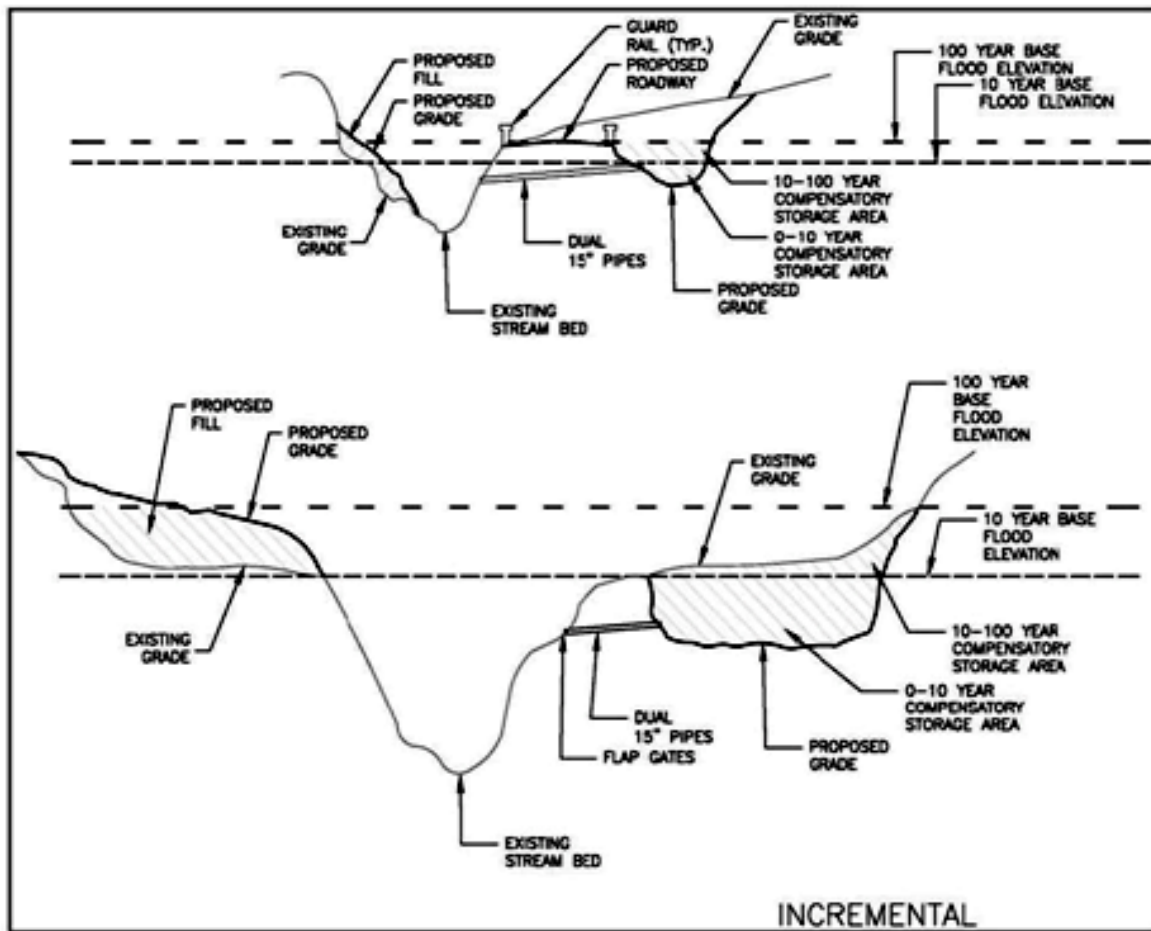 GUARD
RAIL (TYP.)
PROPOSED
ROADWAY
EXISTING
GRADE
100 YEAR BASE
FLOOD ELEVATION
10 YEAR BASE
FLOOD ELEVATION
PROPOSED
FILL
PROPOSED
GRADE
EXISTING
GRADE
DUAL
15" PIPES
10-100 YEAR
COMPENSATORY
STORAGE AREA
0-10 YEAR
COMPENSATORY
STORAGE AREA
PROPOSED
GRADE
EXISTING
STREAM BED
100 YEAR
BASE
FLOOD
ELEVATION
PROPOSED
FILL
PROPOSED
GRADE
EXISTING
GRADE
10 YEAR BASE
FLOOD
ELEVATION
EXISTING
GRADE
10-100 YEAR
COMPENSATORY
STORAGE AREA
0-10 YEAR
COMPENSATORY
STORAGE AREA
DUAL
15" PIPES
FLAP GATES
PROPOSED
GRADE
EXISTING
STREAM BED
INCREMENTAL